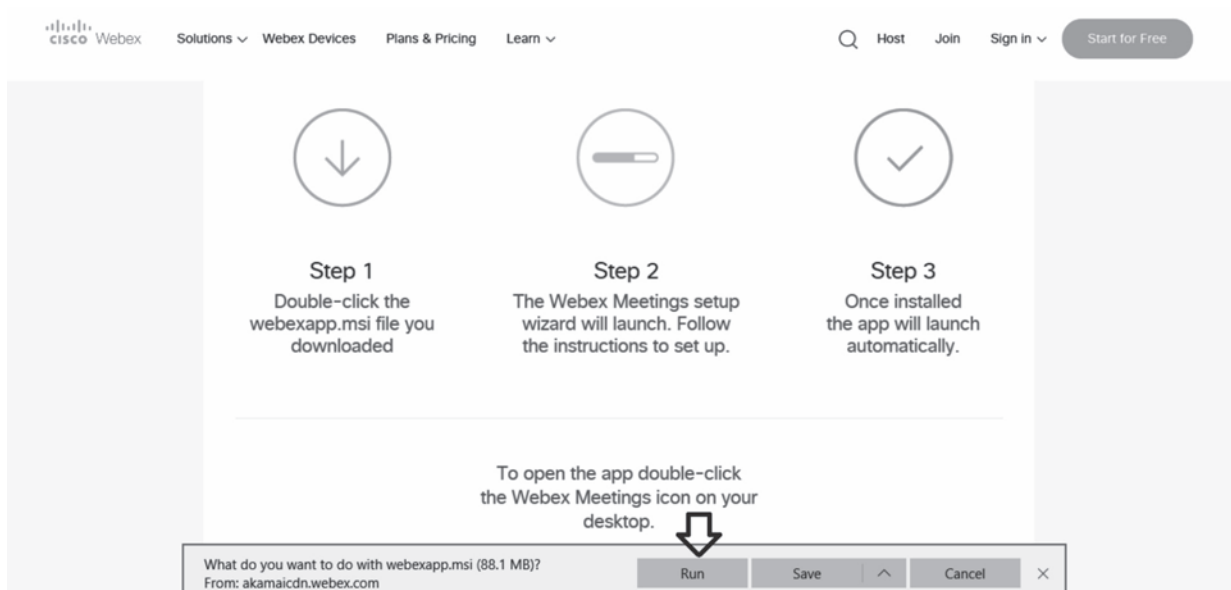 CISCO Webex
Solutions Webex Devices Plans & Pricing Learn Host Join Sign in Start for Free
Step 1
Double-click the
webexapp.msi file you
downloaded
Step 2
The Webex Meetings setup
wizard will launch. Follow
the instructions to set up.
Step 3
Once installed
the app will launch
automatically.
To open the app double-click
the Webex Meetings icon on your
desktop.
What do you want to do with webexapp.msi (88.1 MB)?
From: akamaicdn.webex.com
Run Save Cancel